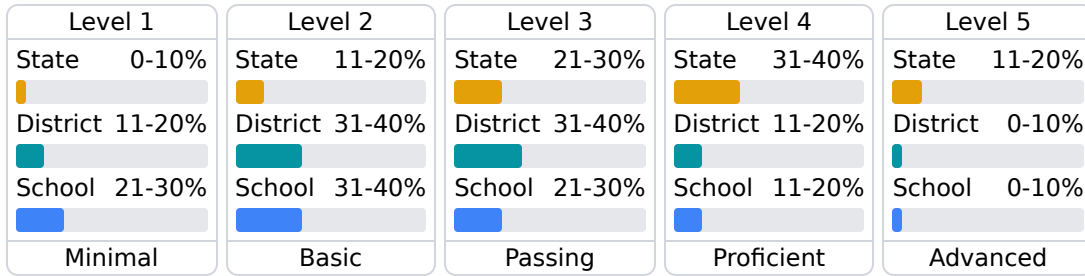 Level 1
State 0-10%
District 11-20%
School 21-30%
Minimal
Level 2
State 11-20%
District 31-40%
School 31-40%
Basic
Level 3
State 21-30%
District 31-40%
School 21-30%
Passing
Level 4
State 31-40%
District 11-20%
School 11-20%
Proficient
Level 5
State 11-20%
District 0-10%
School 0-10%
Advanced